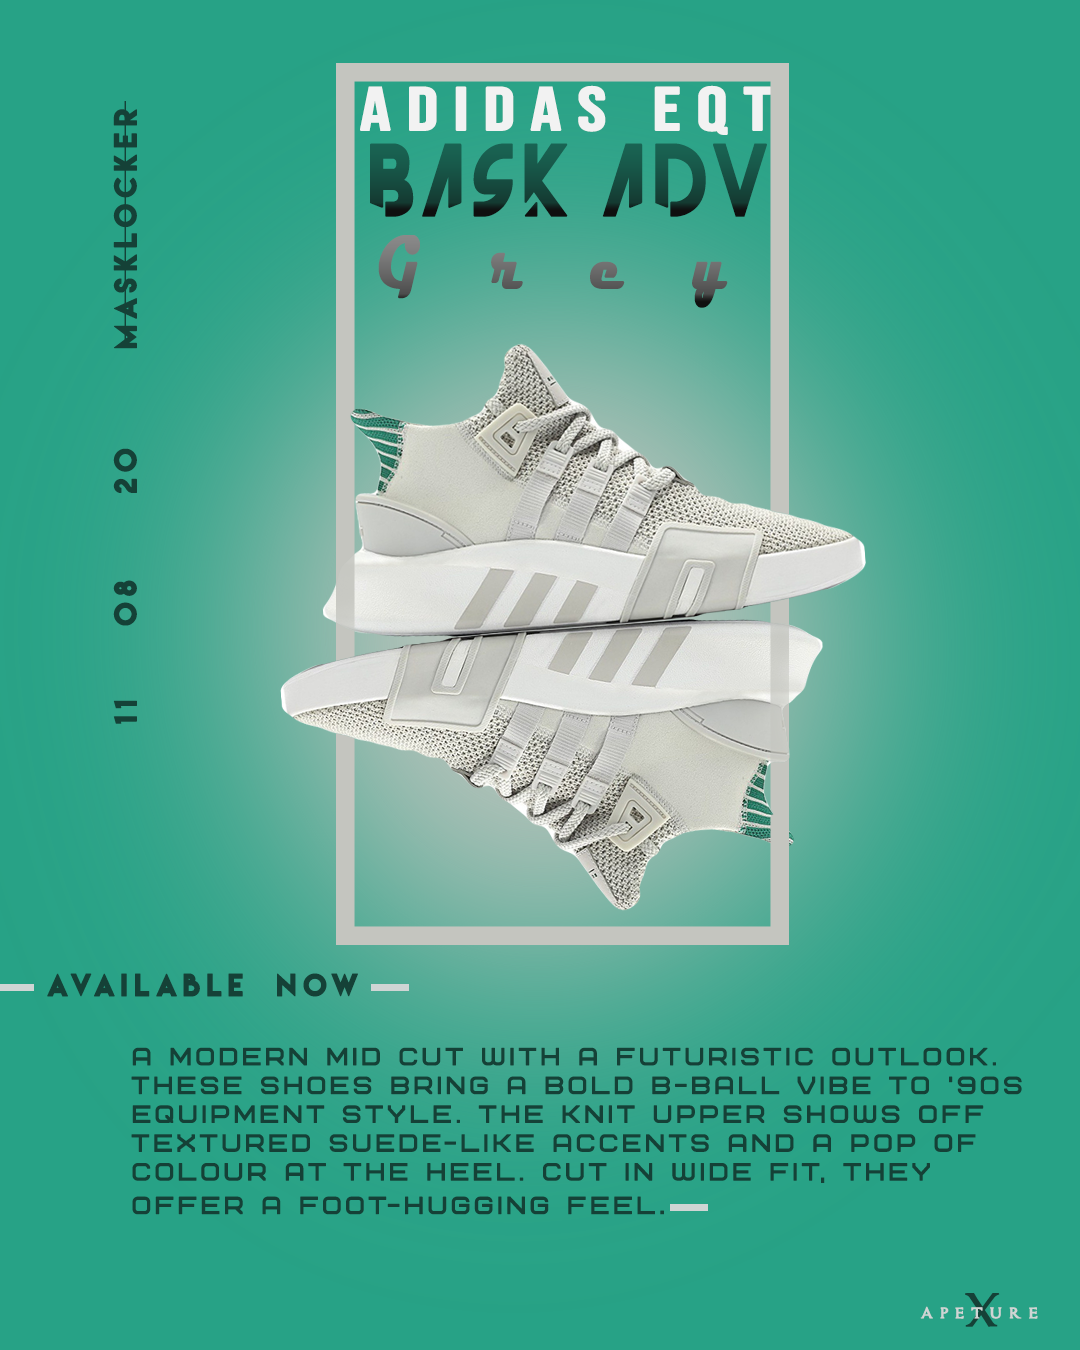 ADIDAS EQT
BASK ADV
Grey
MASKLOCKER
11 08 20
AVAILABLE NOW
A MODERN MID CUT WITH A FUTURISTIC OUTLOOK.
THESE SHOES BRING A BOLD B-BALL VIBE TO '90S
EQUIPMENT STYLE. THE KNIT UPPER SHOWS OFF
TEXTURED SUEDE-LIKE ACCENTS AND A POP OF
COLOUR AT THE HEEL. CUT IN WIDE FIT, THEY
OFFER A FOOT-HUGGING FEEL.
X
APETURE